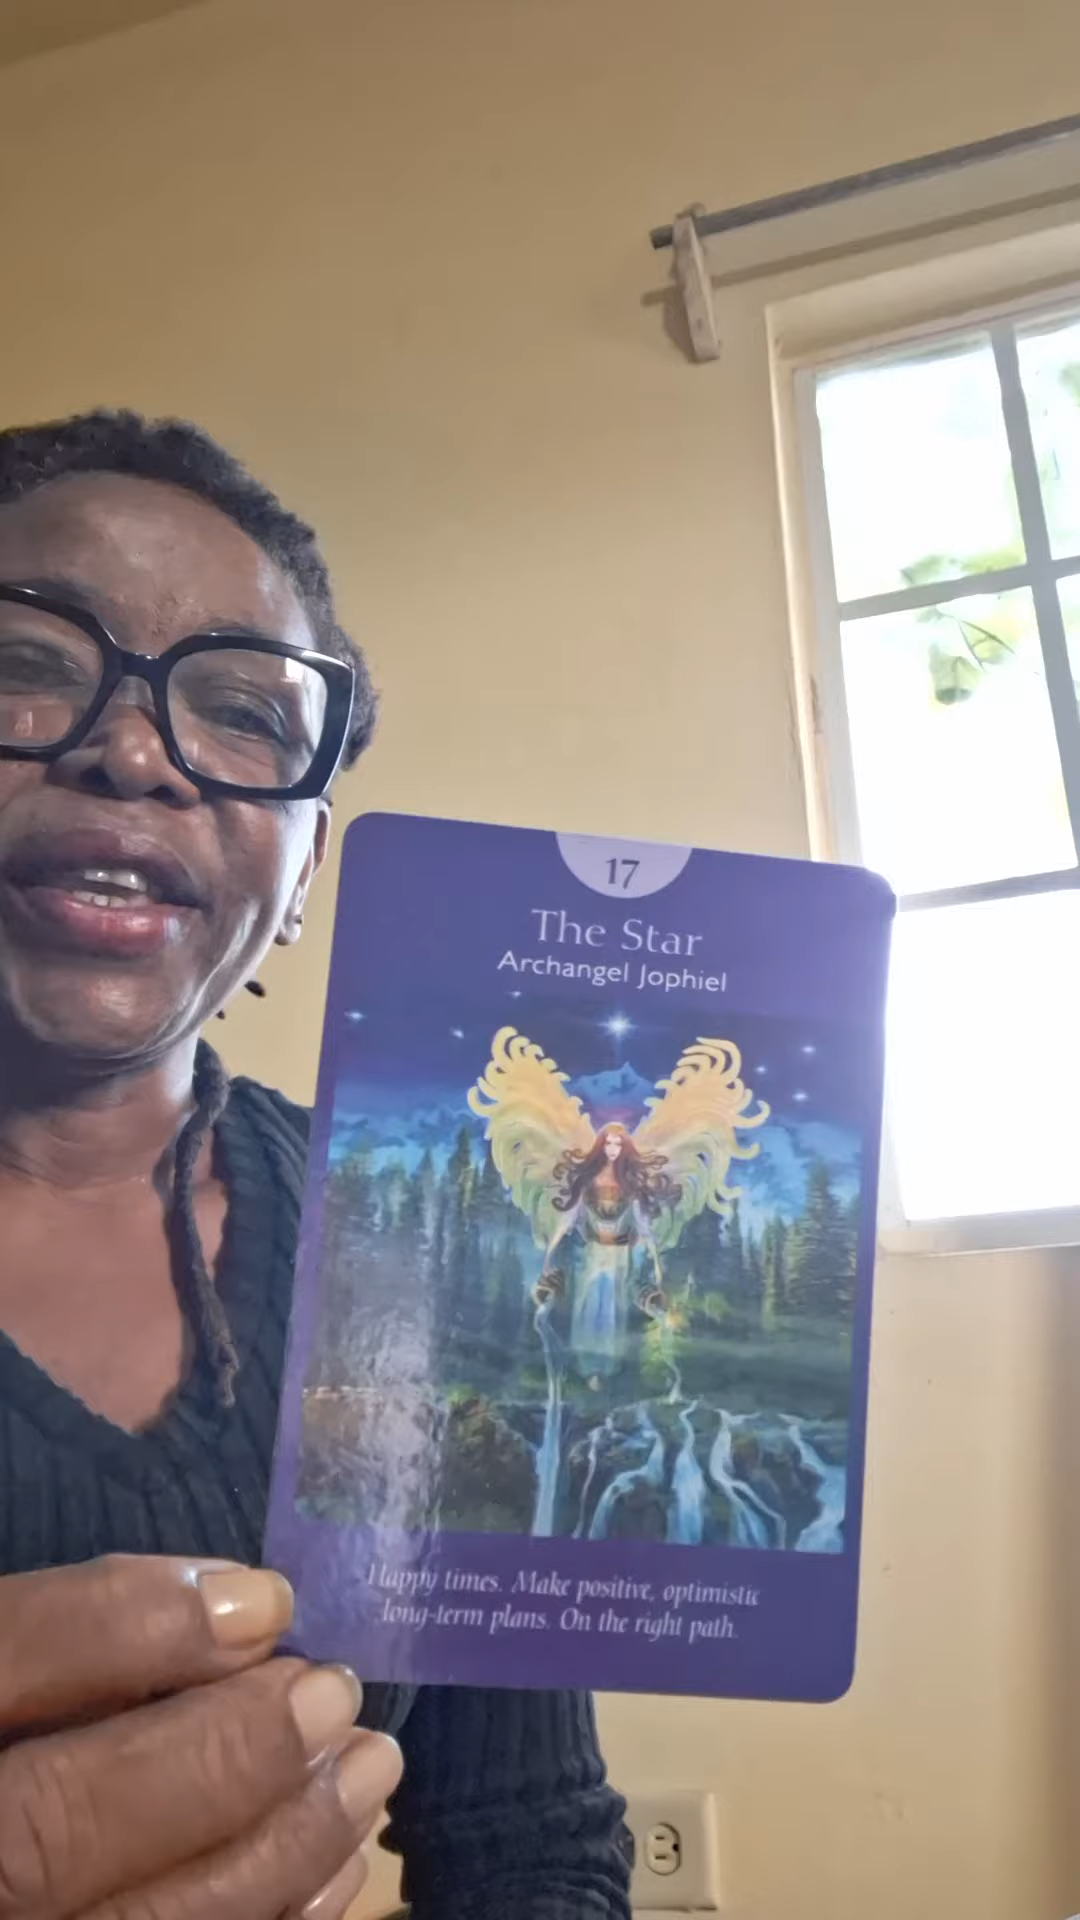 17
The Star
Archangel Jophiel
Happy times. Make positive, optimistic
long-term plans. On the right path.